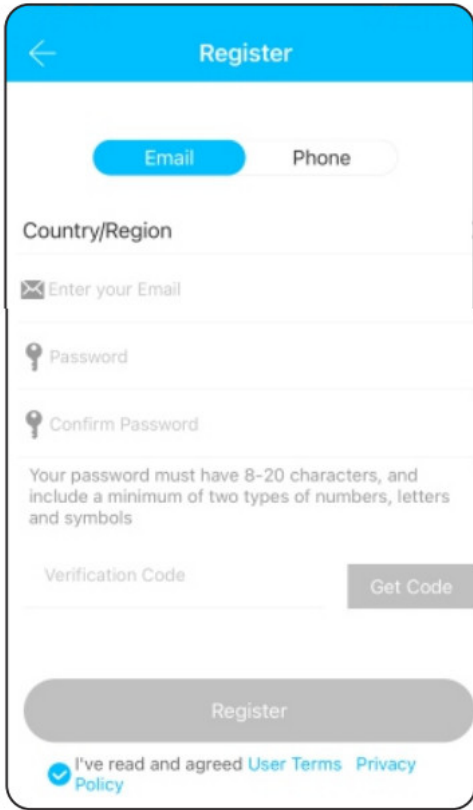 Register
Email Phone
Country/Region
Enter your Email
Password
Confirm Password
Your password must have 8-20 characters, and
include a minimum of two types of numbers, letters
and symbols
Verification Code Get Code
Register
I've read and agreed User Terms Privacy
Policy